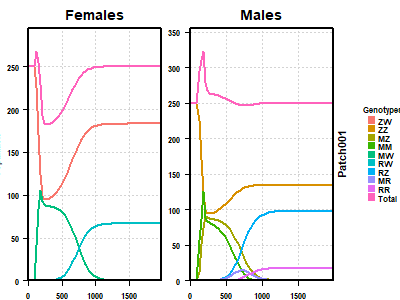 Females
Males
250
200
150
100
50
0
0
500
1000
1500
350
300
250
200
150
100
50
0
0
500
1000
1500
Patch001
Genotypes
ZW
ZZ
MZ
MM
MW
RW
RZ
MR
RR
Total